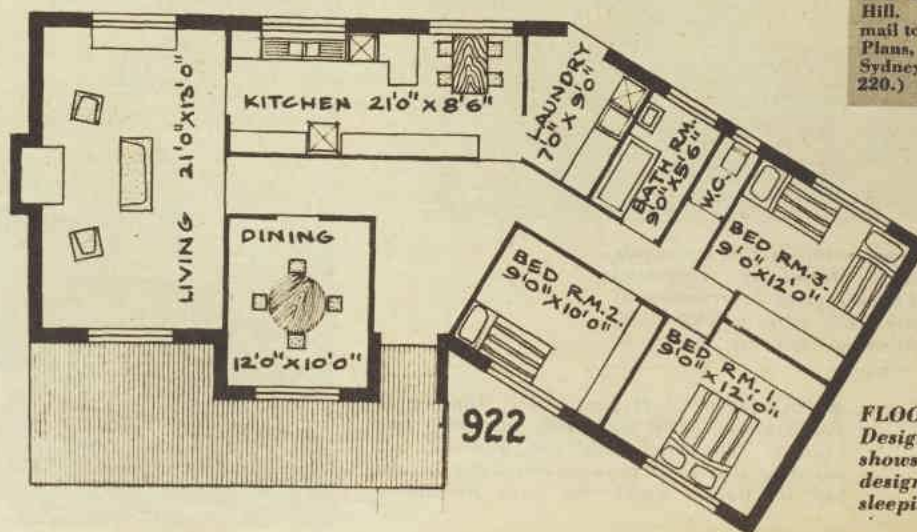 Hill.
mail to
Plans,
Sydney
220.)
KITCHEN 21'0" X 8'6"
LIVING 21'0" X 13'0"
DINING
12'0" X 10'0"
LAUNDRY
7'0" X 9'0"
BATH RM.
9'0" X 5'6"
W.C.
BED RM.3.
9'0" X 12'0"
BED RM.2.
9'0" X 10'0"
BED RM.1.
9'0" X 12'0"
922
FLOO
Desig
shows
design
sleepi